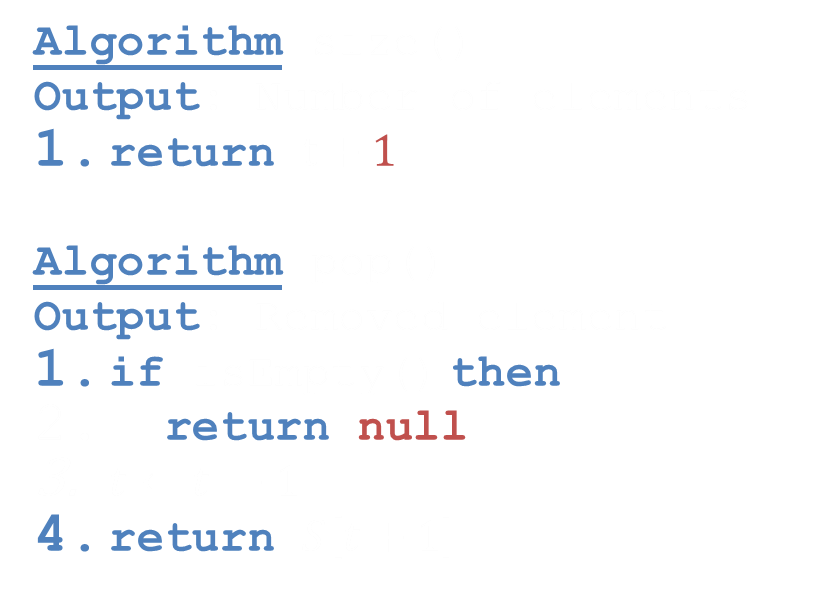 Algorithm
Output
1. return 1
Algorithm
Output
1. if then
return null
4. return